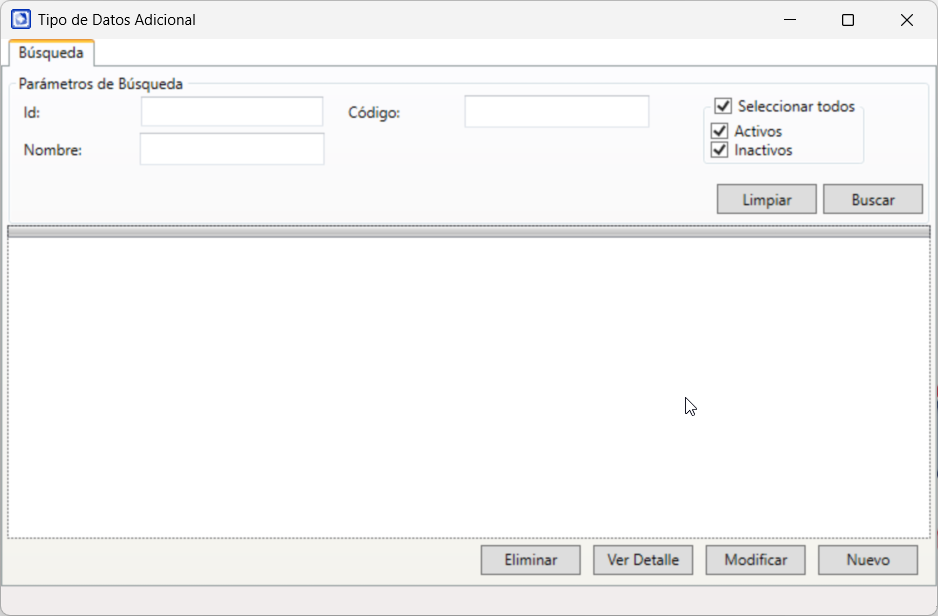 Tipo de Datos Adicional
Búsqueda
Parámetros de Búsqueda
Id:
Código:
Seleccionar todos
Activos
Nombre:
Inactivos
Limpiar
Buscar
Eliminar
Ver Detalle
Modificar
Nuevo